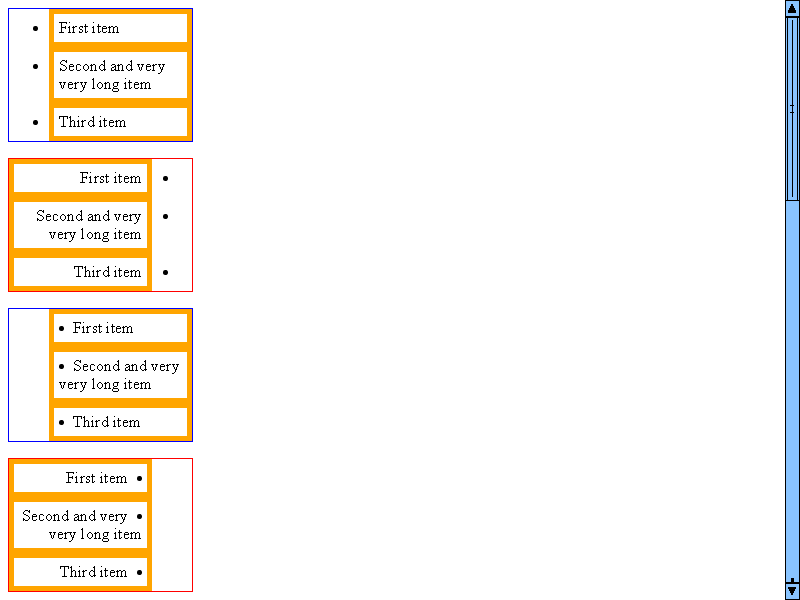 • First item
• Second and very
very long item
• Third item
First item •
Second and very •
very long item
Third item •
• First item
• Second and very
very long item
• Third item
First item •
Second and very •
very long item
Third item •